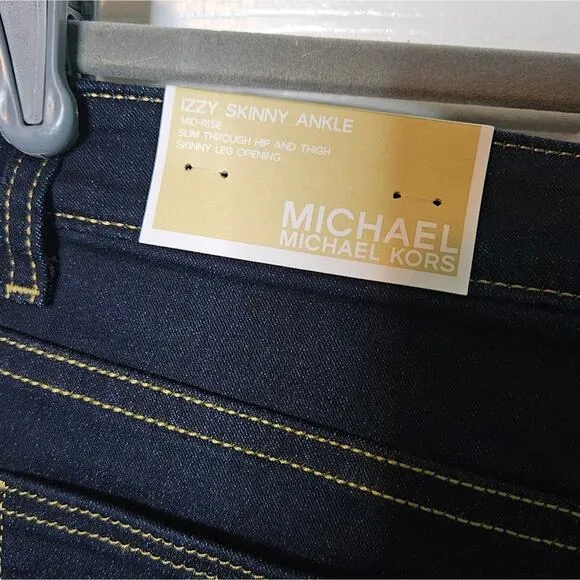 IZZY SKINNY ANKLE
MID-RISE
SLIM THROUGH HIP AND THIGH
SKINNY LEG OPENING
MICHAEL
MICHAEL KORS